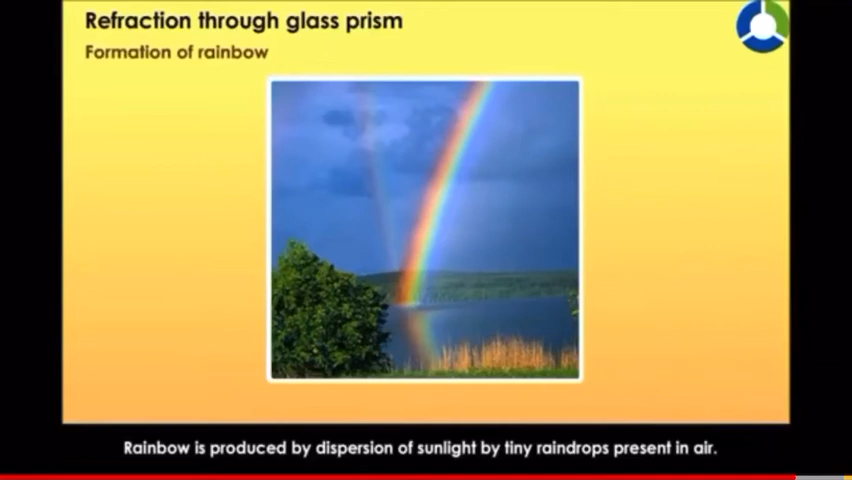 Refraction through glass prism
Formation of rainbow
Rainbow is produced by dispersion of sunlight by tiny raindrops present in air.